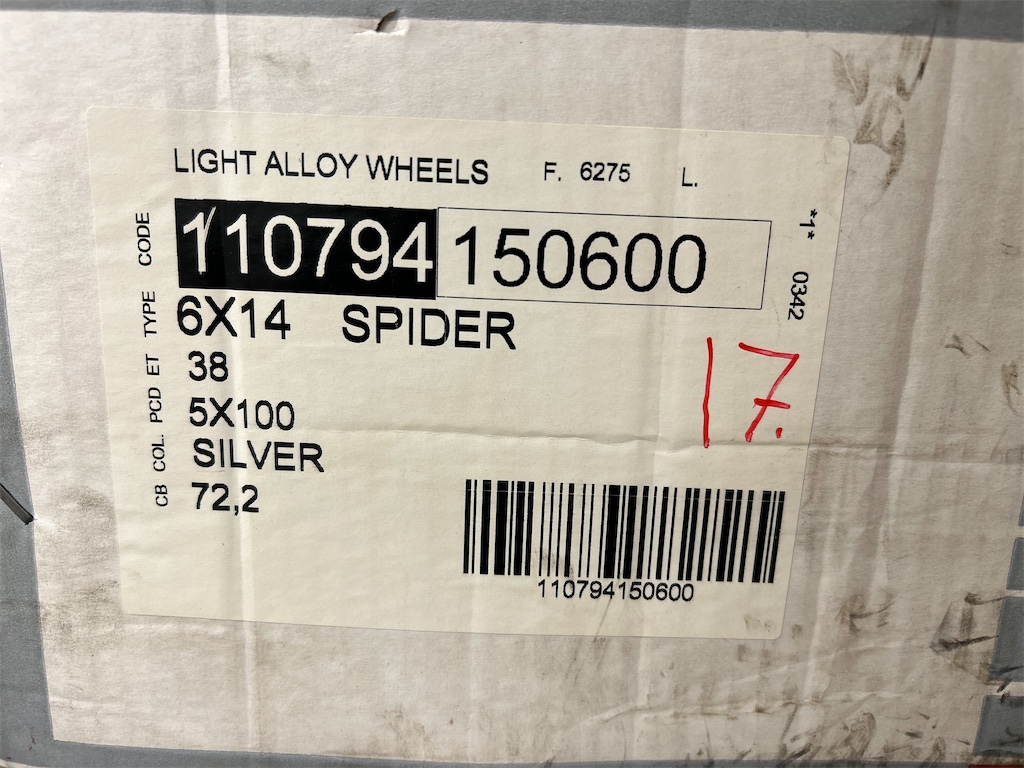 LIGHT ALLOY WHEELS F. 6275 L.
CODE 110794 150600
TYPE 6X14 SPIDER
ET 38
PCD 5X100
COL. SILVER
CB 72,2
*1* 0342
17.
110794150600